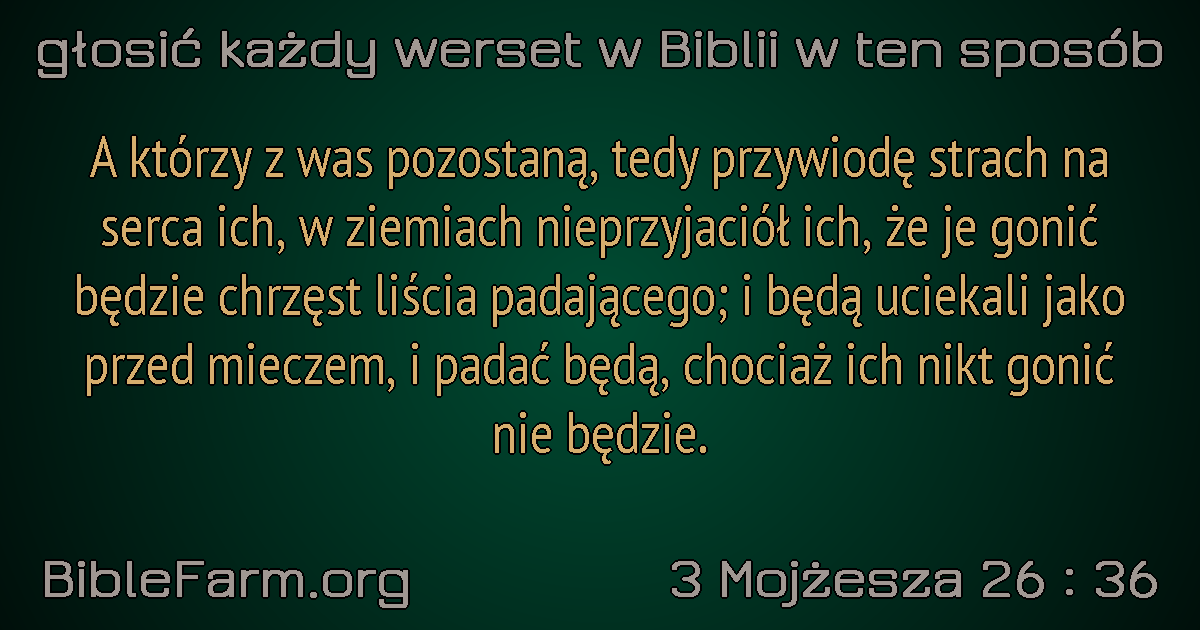 głosić każdy werset w Biblii w ten sposób
A którzy z was pozostaną, tedy przywiodę strach na
serca ich, w ziemiach nieprzyjaciół ich, że je gonić
będzie chrzęst liścia padającego; i będą uciekali jako
przed mieczem, i padać będą, chociaż ich nikt gonić
nie będzie.
BibleFarm.org
3 Mojżesza 26 : 36